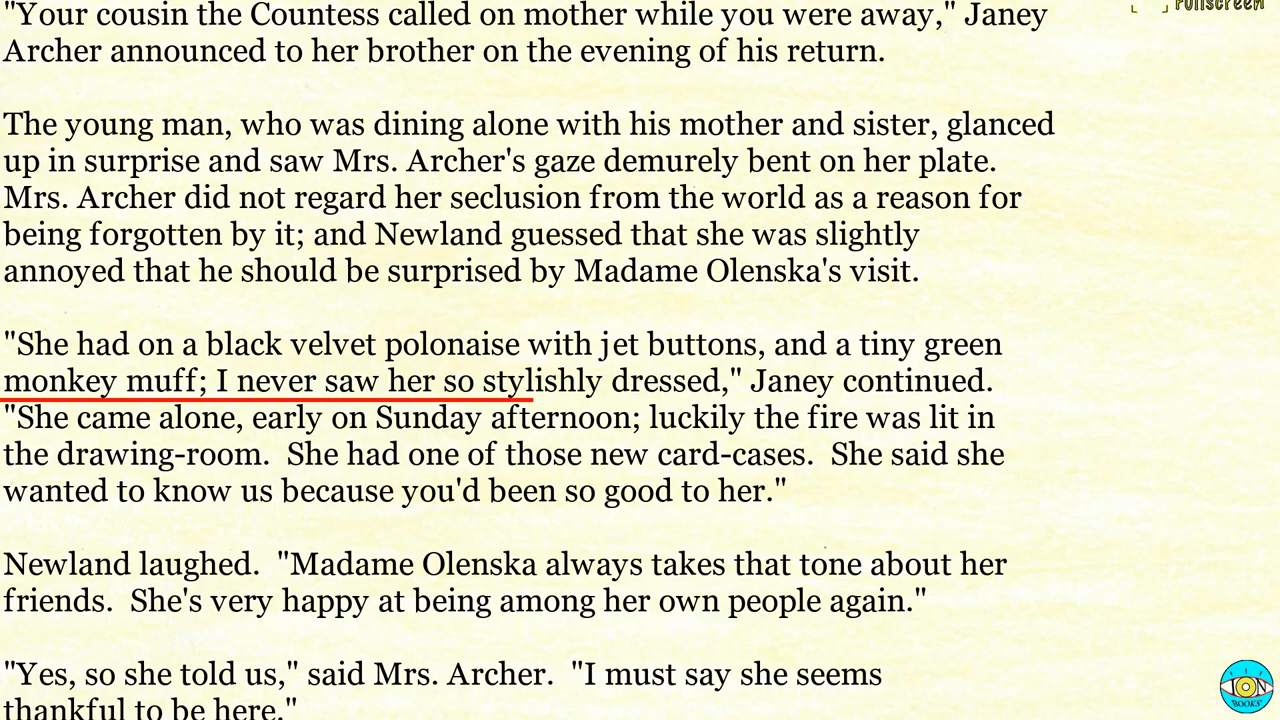 Fullscreen
"Your cousin the Countess called on mother while you were away," Janey
Archer announced to her brother on the evening of his return.
The young man, who was dining alone with his mother and sister, glanced
up in surprise and saw Mrs. Archer's gaze demurely bent on her plate.
Mrs. Archer did not regard her seclusion from the world as a reason for
being forgotten by it; and Newland guessed that she was slightly
annoyed that he should be surprised by Madame Olenska's visit.
"She had on a black velvet polonaise with jet buttons, and a tiny green
monkey muff; I never saw her so stylishly dressed," Janey continued.
"She came alone, early on Sunday afternoon; luckily the fire was lit in
the drawing-room.  She had one of those new card-cases.  She said she
wanted to know us because you'd been so good to her."
Newland laughed.  "Madame Olenska always takes that tone about her
friends.  She's very happy at being among her own people again."
"Yes, so she told us," said Mrs. Archer.  "I must say she seems
thankful to be here."
ION
BOOKS